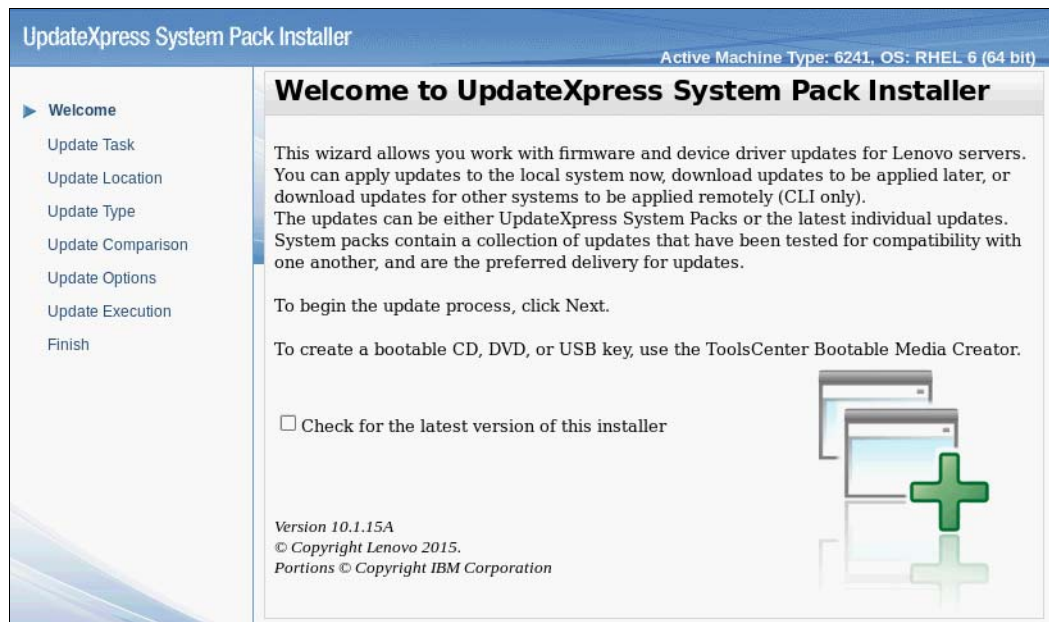 UpdateXpress System Pack Installer
Active Machine Type: 6241, OS: RHEL 6 (64 bit)
Welcome
Update Task
Update Location
Update Type
Update Comparison
Update Options
Update Execution
Finish
Welcome to UpdateXpress System Pack Installer
This wizard allows you work with firmware and device driver updates for Lenovo servers.
You can apply updates to the local system now, download updates to be applied later, or
download updates for other systems to be applied remotely (CLI only).
The updates can be either UpdateXpress System Packs or the latest individual updates.
System packs contain a collection of updates that have been tested for compatibility with
one another, and are the preferred delivery for updates.
To begin the update process, click Next.
To create a bootable CD, DVD, or USB key, use the ToolsCenter Bootable Media Creator.
Check for the latest version of this installer
Version 10.1.15A
© Copyright Lenovo 2015.
Portions © Copyright IBM Corporation